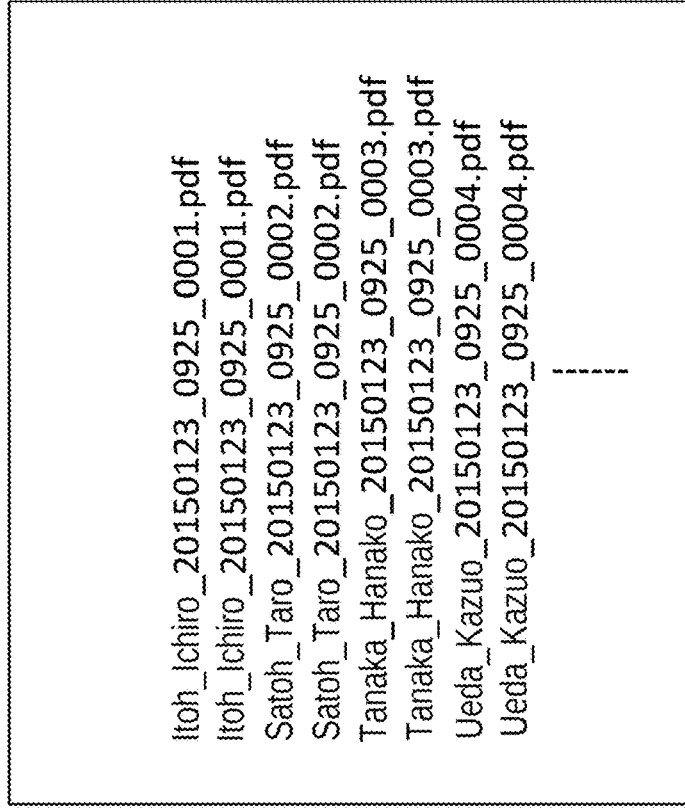 Itoh_Ichiro_20150123_0925_0001.pdf
Itoh_Ichiro_20150123_0925_0001.pdf
Satoh_Taro_20150123_0925_0002.pdf
Satoh_Taro_20150123_0925_0002.pdf
Tanaka_Hanako_20150123_0925_0003.pdf
Tanaka_Hanako_20150123_0925_0003.pdf
Ueda_Kazuo_20150123_0925_0004.pdf
Ueda_Kazuo_20150123_0925_0004.pdf
------